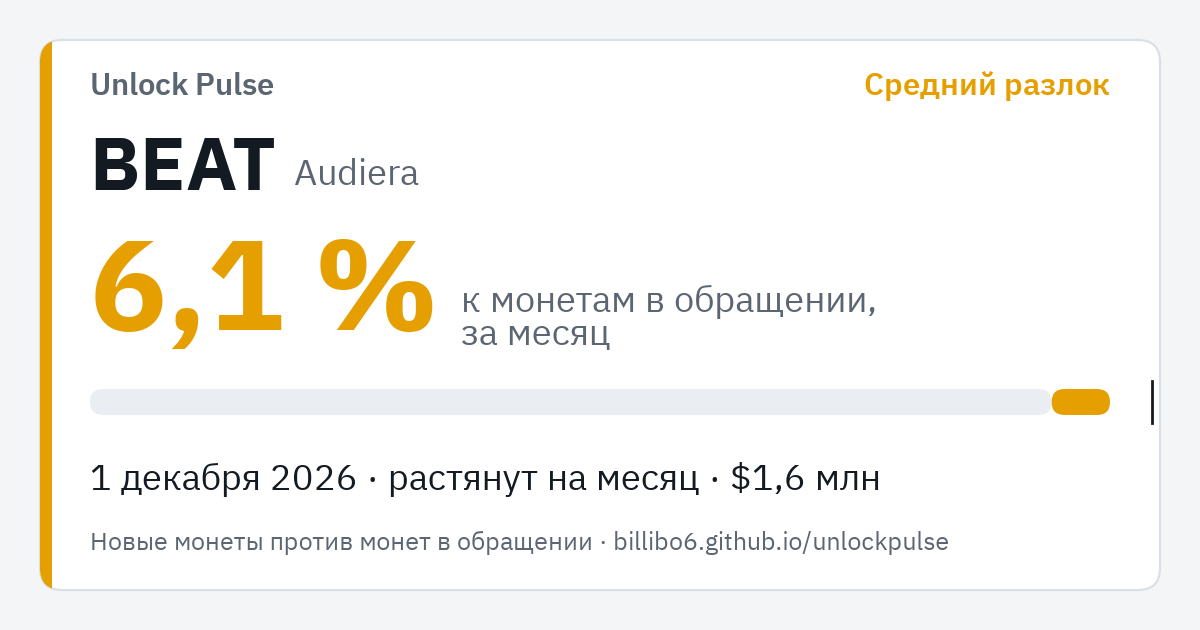 Unlock Pulse
Средний разлок
BEAT Audiera
6,1 % к монетам в обращении,
за месяц
1 декабря 2026 · растянут на месяц · $1,6 млн
Новые монеты против монет в обращении · billibo6.github.io/unlockpulse